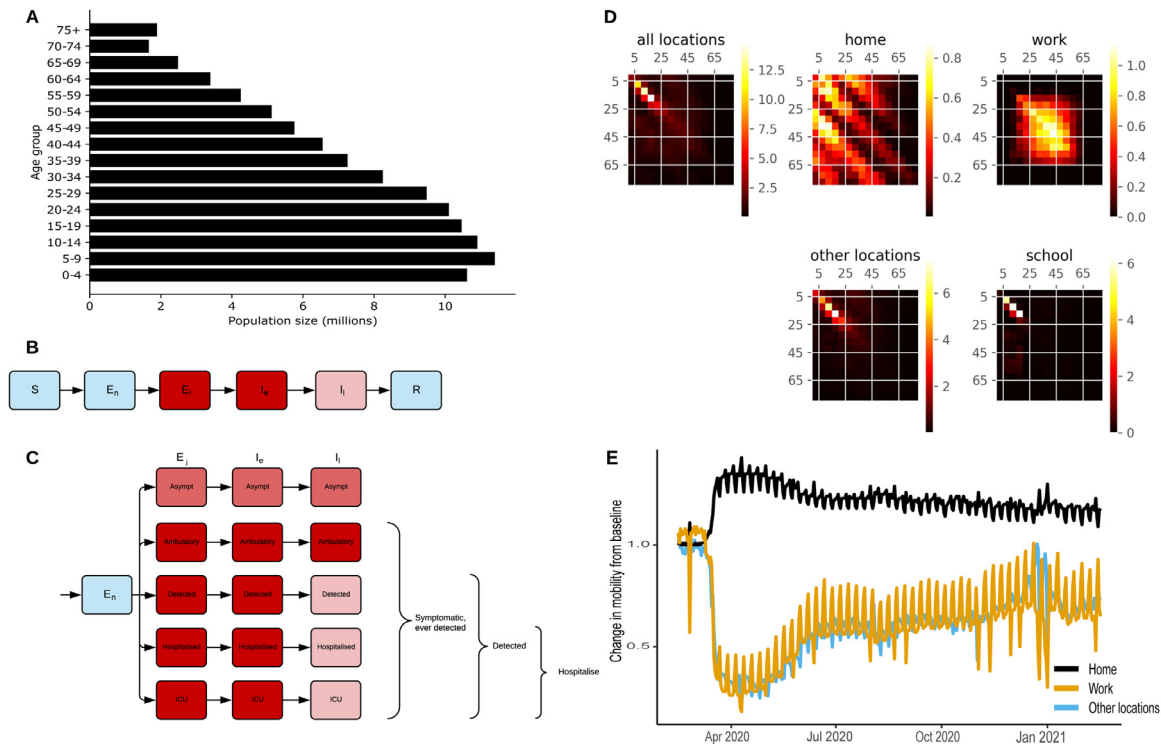 A
Age group
75+
70-74
65-69
60-64
55-59
50-54
45-49
40-44
35-39
30-34
25-29
20-24
15-19
10-14
5-9
0-4
0 2 4 6 8 10
Population size (millions)
B
S En Ei Ie Il R
C
Ei Ie Il
Asympt Asympt Asympt
Ambulatory Ambulatory Ambulatory
En
Detected Detected Detected
Hospitalised Hospitalised Hospitalised
ICU ICU ICU
Symptomatic,
ever detected
Detected
Hospitalise
D
all locations
5 25 45 65
5
25
45
65
12.5
10.0
7.5
5.0
2.5
home
5 25 45 65
5
25
45
65
0.8
0.6
0.4
0.2
work
5 25 45 65
5
25
45
65
1.0
0.8
0.6
0.4
0.2
0.0
other locations
5 25 45 65
5
25
45
65
6
4
2
school
5 25 45 65
5
25
45
65
6
4
2
0
E
Change in mobility from baseline
1.0
0.5
Home
Work
Other locations
Apr 2020 Jul 2020 Oct 2020 Jan 2021